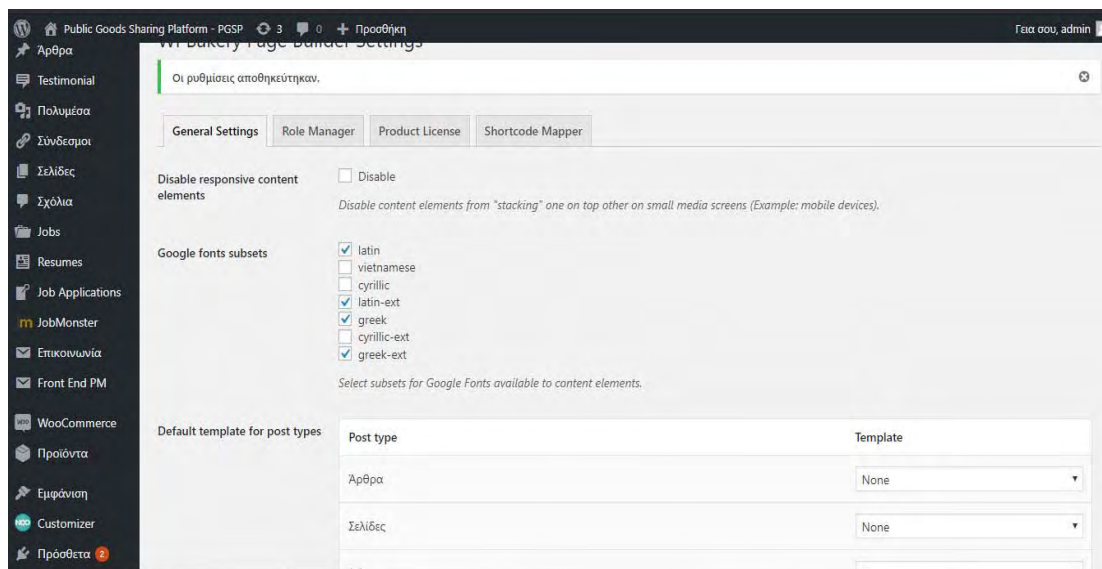 Public Goods Sharing Platform - PGSP 3 0 Προσθήκη Γεια σου, admin
WPBakery Page Builder Settings
Άρθρα
Testimonial
Πολυμέσα
Σύνδεσμοι
Σελίδες
Σχόλια
Jobs
Resumes
Job Applications
JobMonster
Επικοινωνία
Front End PM
WooCommerce
Προϊόντα
Εμφάνιση
Customizer
Πρόσθετα 2
Οι ρυθμίσεις αποθηκεύτηκαν.
General Settings Role Manager Product License Shortcode Mapper
Disable responsive content
elements
Disable
Disable content elements from "stacking" one on top other on small media screens (Example: mobile devices).
Google fonts subsets
latin
vietnamese
cyrillic
latin-ext
greek
cyrillic-ext
greek-ext
Select subsets for Google Fonts available to content elements.
Default template for post types
Post type Template
Άρθρα None
Σελίδες None